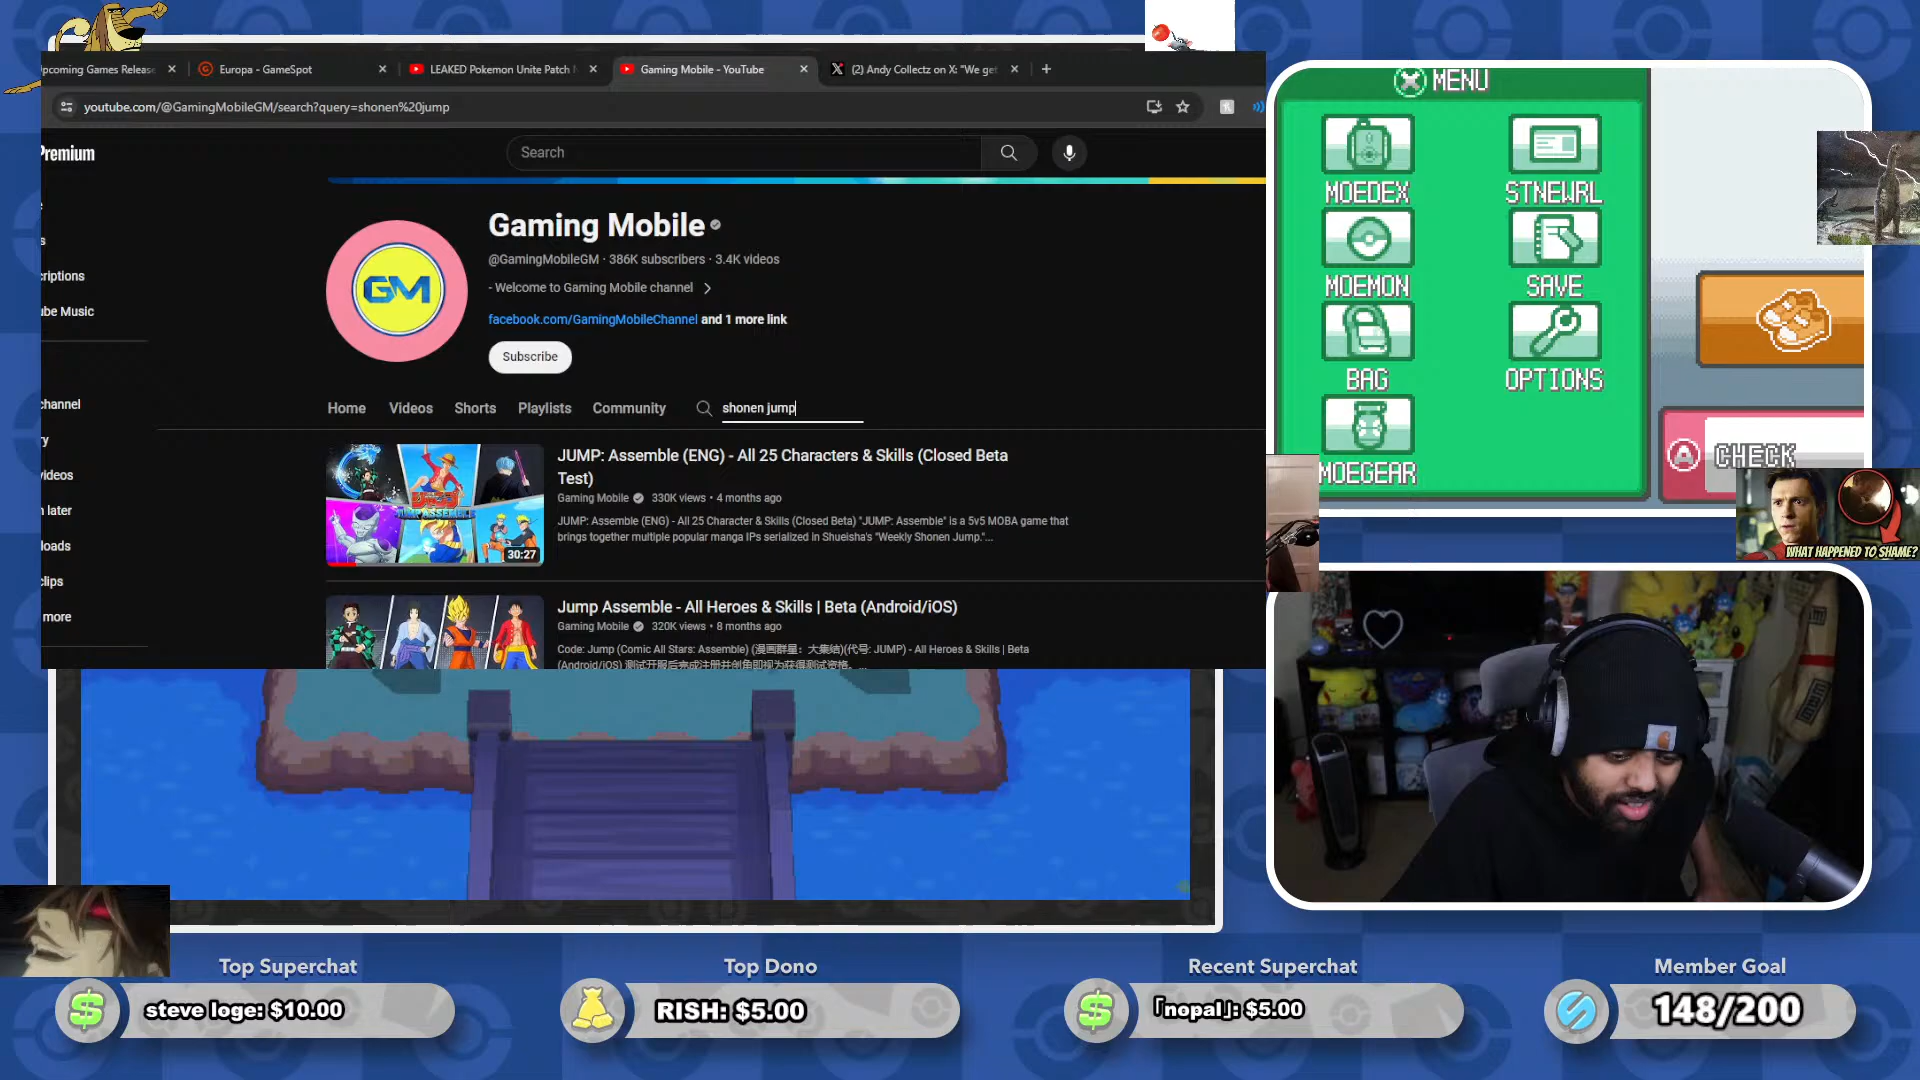 pcoming Games Release
Europa - GameSpot
LEAKED Pokemon Unite Patch
Gaming Mobile - YouTube
(2) Andy Collectz on X: "We get
youtube.com/@GamingMobileGM/search?query=shonen%20jump
Premium
Search
criptions
ube Music
channel
ry
videos
n later
loads
clips
more
GM
Gaming Mobile
@GamingMobileGM · 386K subscribers · 3.4K videos
- Welcome to Gaming Mobile channel
facebook.com/GamingMobileChannel and 1 more link
Subscribe
Home
Videos
Shorts
Playlists
Community
shonen jump
30:27
JUMP: Assemble (ENG) - All 25 Characters & Skills (Closed Beta
Test)
Gaming Mobile 330K views • 4 months ago
JUMP: Assemble (ENG) - All 25 Character & Skills (Closed Beta) "JUMP: Assemble" is a 5v5 MOBA game that
brings together multiple popular manga IPs serialized in Shueisha's "Weekly Shonen Jump."...
Jump Assemble - All Heroes & Skills | Beta (Android/iOS)
Gaming Mobile 320K views • 8 months ago
Code: Jump (Comic All Stars: Assemble) (漫画群星：大集结)(代号: JUMP) - All Heroes & Skills | Beta
(Android/iOS)
MENU
MOEDEX
STNEWRL
MOEMON
SAVE
BAG
OPTIONS
MOEGEAR
A CHECK
WHAT HAPPENED TO SHAME?
Top Superchat
steve loge: $10.00
Top Dono
RISH: $5.00
Recent Superchat
「nopal」: $5.00
Member Goal
148/200